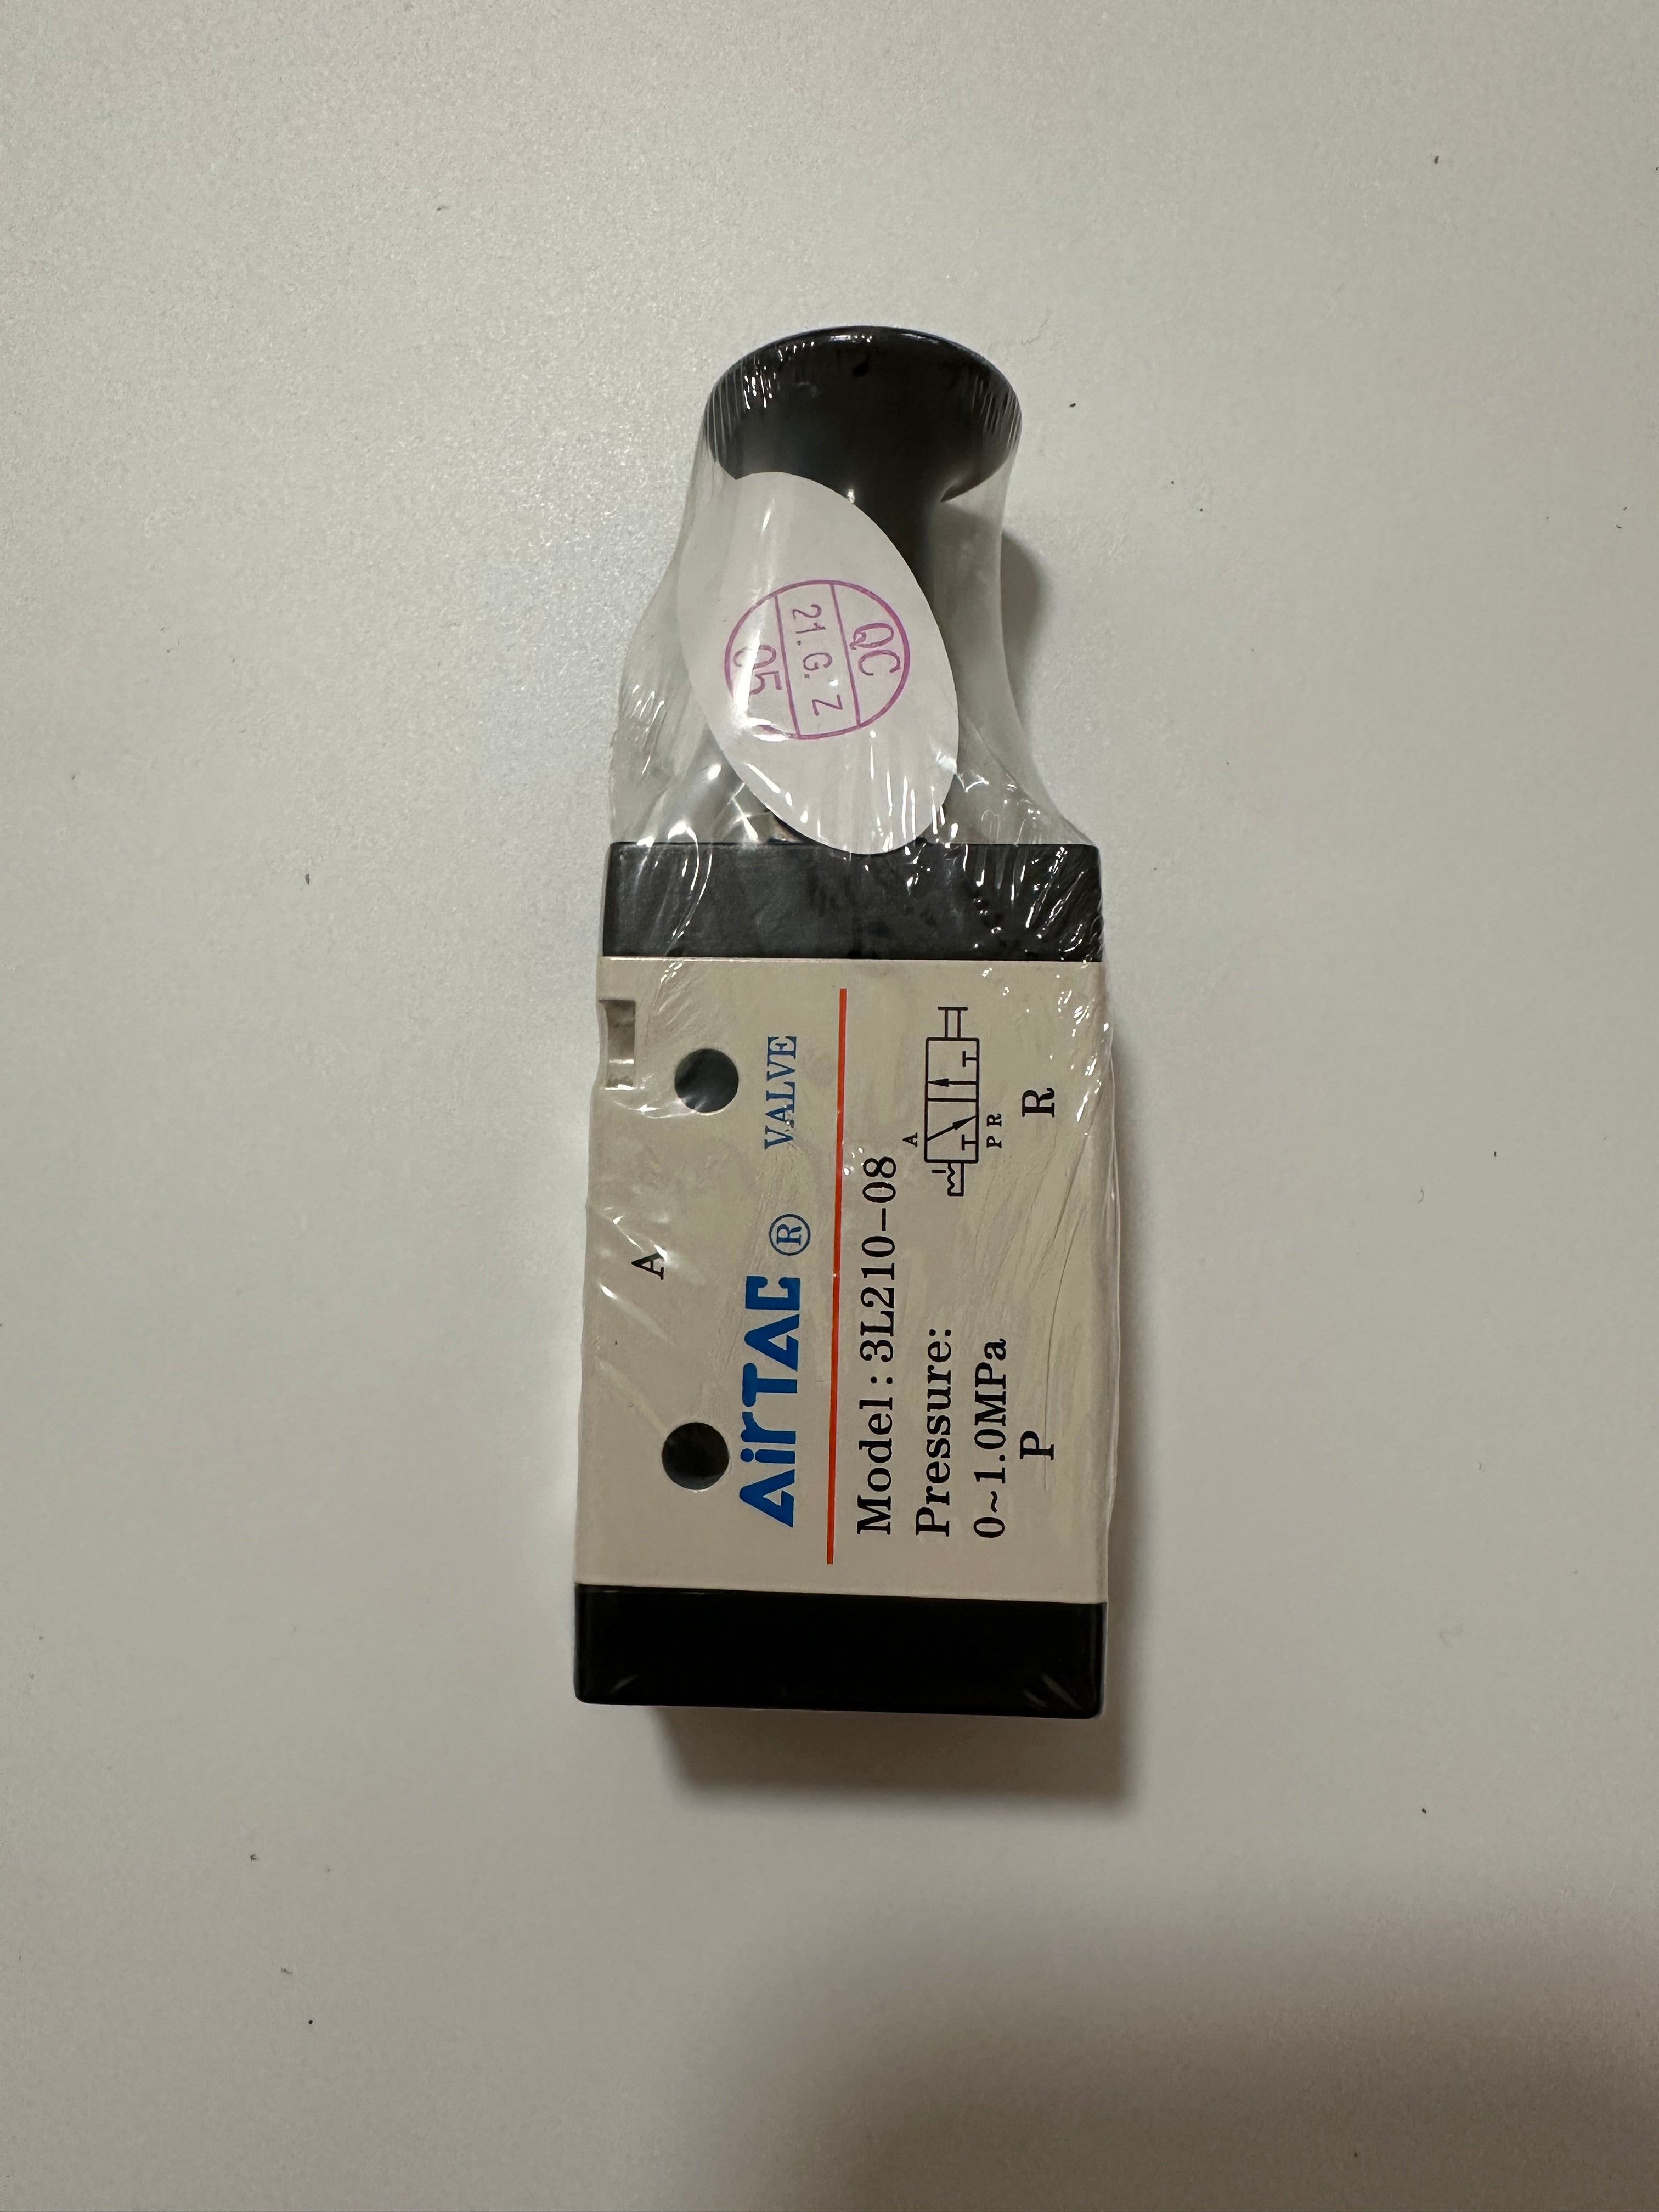 A
AirTAC ® VALVE
Model : 3L210-08
Pressure:
0~1.0MPa
A
P R
P
R
QC
21. G. Z
05